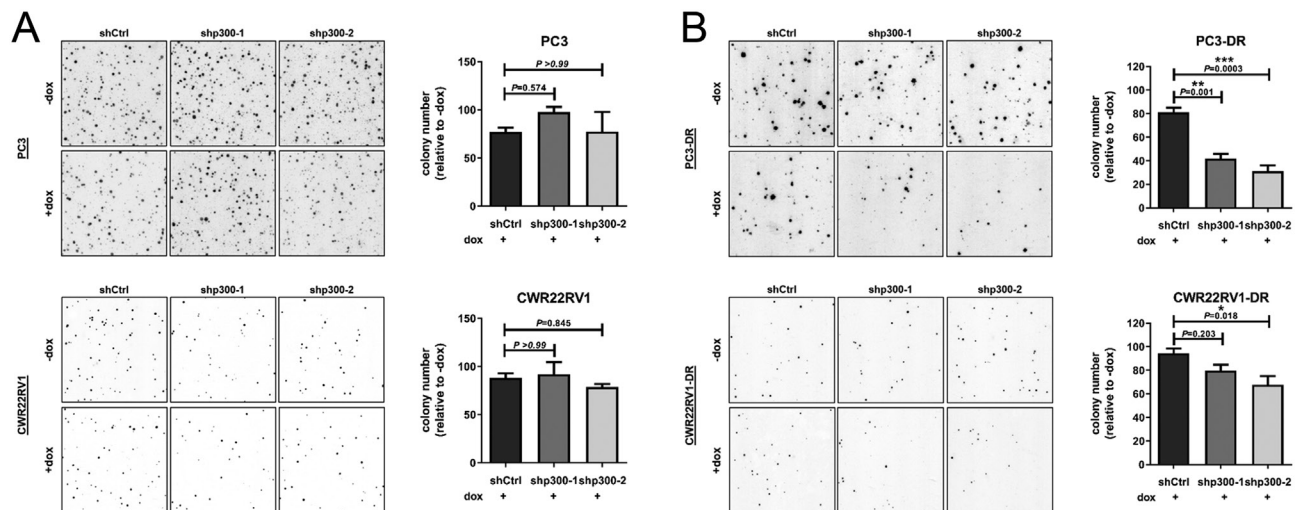 A
shCtrl shp300-1 shp300-2
-dox
PC3
+dox
PC3
P >0.99
P=0.574
colony number
(relative to -dox)
150
100
50
0
shCtrl shp300-1 shp300-2
dox + + +
shCtrl shp300-1 shp300-2
-dox
CWR22RV1
+dox
CWR22RV1
P=0.845
P >0.99
colony number
(relative to -dox)
150
100
50
0
shCtrl shp300-1 shp300-2
dox + + +
B
shCtrl shp300-1 shp300-2
-dox
PC3-DR
+dox
PC3-DR
***
P=0.0003
**
P=0.001
colony number
(relative to -dox)
120
100
80
60
40
20
0
shCtrl shp300-1 shp300-2
dox + + +
shCtrl shp300-1 shp300-2
-dox
CWR22RV1-DR
+dox
CWR22RV1-DR
*
P=0.018
P=0.203
colony number
(relative to -dox)
120
100
80
60
40
20
0
shCtrl shp300-1 shp300-2
dox + + +